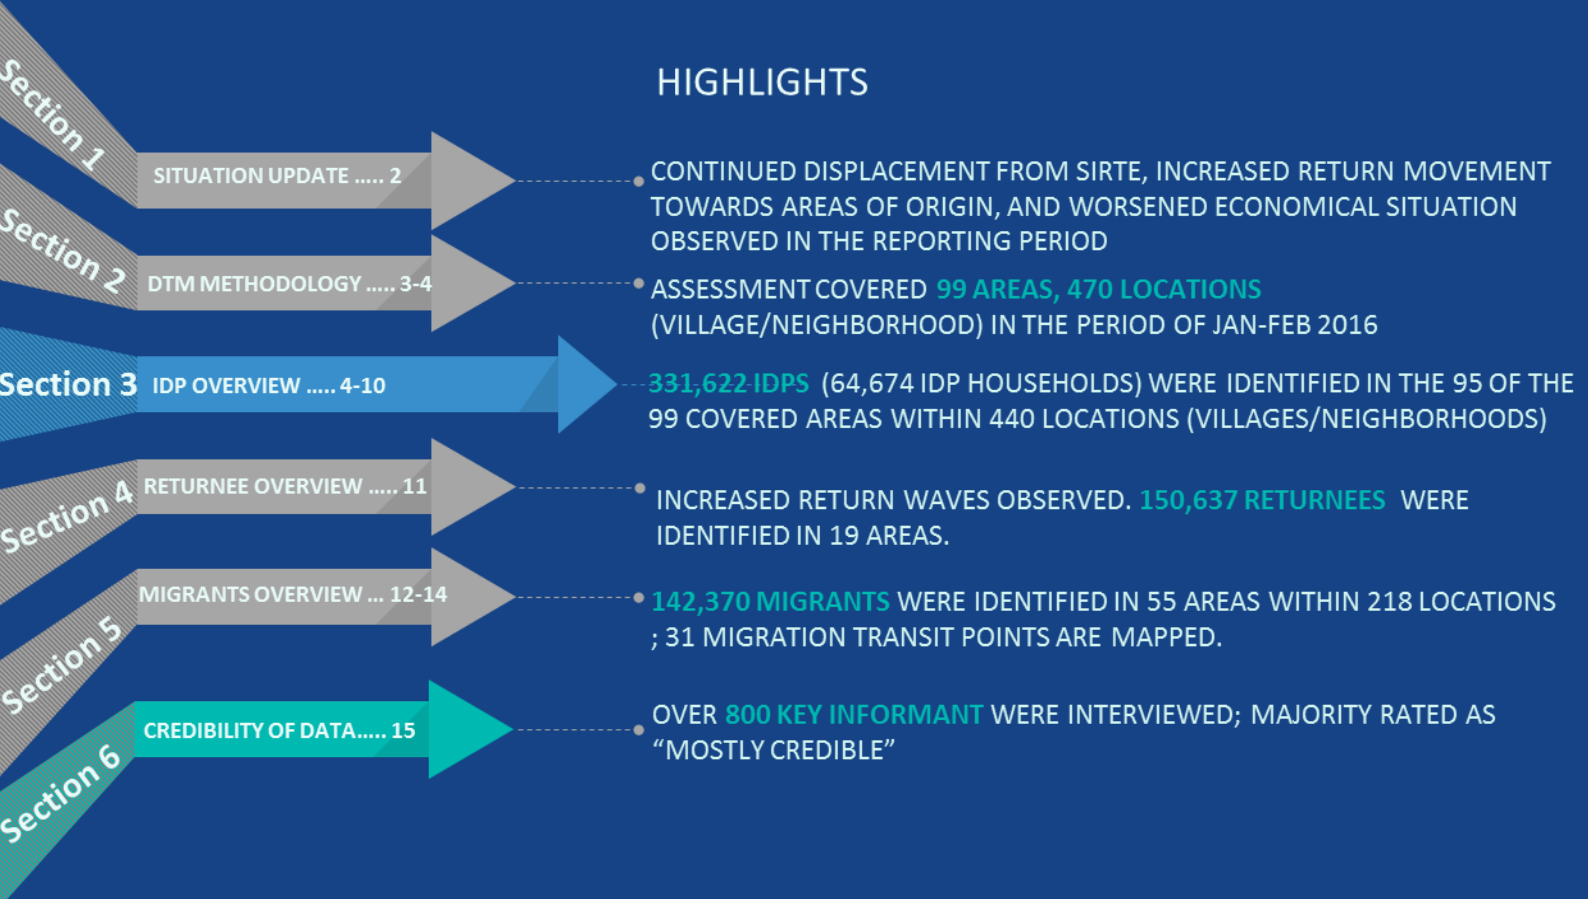 HIGHLIGHTS
Section 1
SITUATION UPDATE ..... 2
CONTINUED DISPLACEMENT FROM SIRTE, INCREASED RETURN MOVEMENT
TOWARDS AREAS OF ORIGIN, AND WORSENED ECONOMICAL SITUATION
OBSERVED IN THE REPORTING PERIOD
Section 2
DTM METHODOLOGY ..... 3-4
ASSESSMENT COVERED 99 AREAS, 470 LOCATIONS
(VILLAGE/NEIGHBORHOOD) IN THE PERIOD OF JAN-FEB 2016
Section 3
IDP OVERVIEW ..... 4-10
331,622 IDPS (64,674 IDP HOUSEHOLDS) WERE IDENTIFIED IN THE 95 OF THE
99 COVERED AREAS WITHIN 440 LOCATIONS (VILLAGES/NEIGHBORHOODS)
Section 4
RETURNEE OVERVIEW ..... 11
INCREASED RETURN WAVES OBSERVED. 150,637 RETURNEES WERE
IDENTIFIED IN 19 AREAS.
Section 5
MIGRANTS OVERVIEW ... 12-14
142,370 MIGRANTS WERE IDENTIFIED IN 55 AREAS WITHIN 218 LOCATIONS
; 31 MIGRATION TRANSIT POINTS ARE MAPPED.
Section 6
CREDIBILITY OF DATA..... 15
OVER 800 KEY INFORMANT WERE INTERVIEWED; MAJORITY RATED AS
“MOSTLY CREDIBLE”